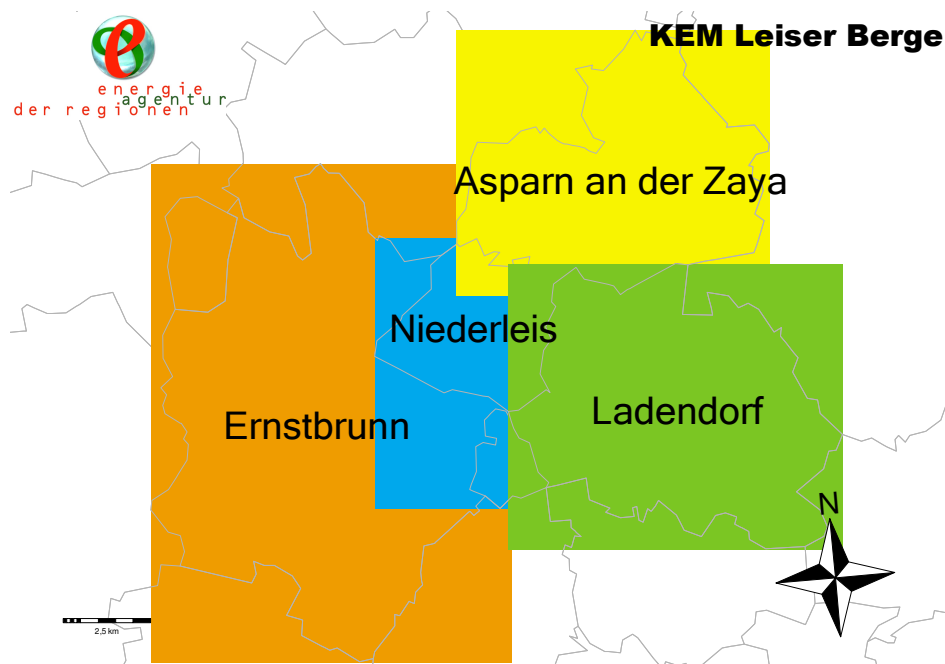 KEM Leiser Berge
energie
agentur
der regionen
Asparn an der Zaya
Niederleis
Ernstbrunn
Ladendorf
N
2,5 km